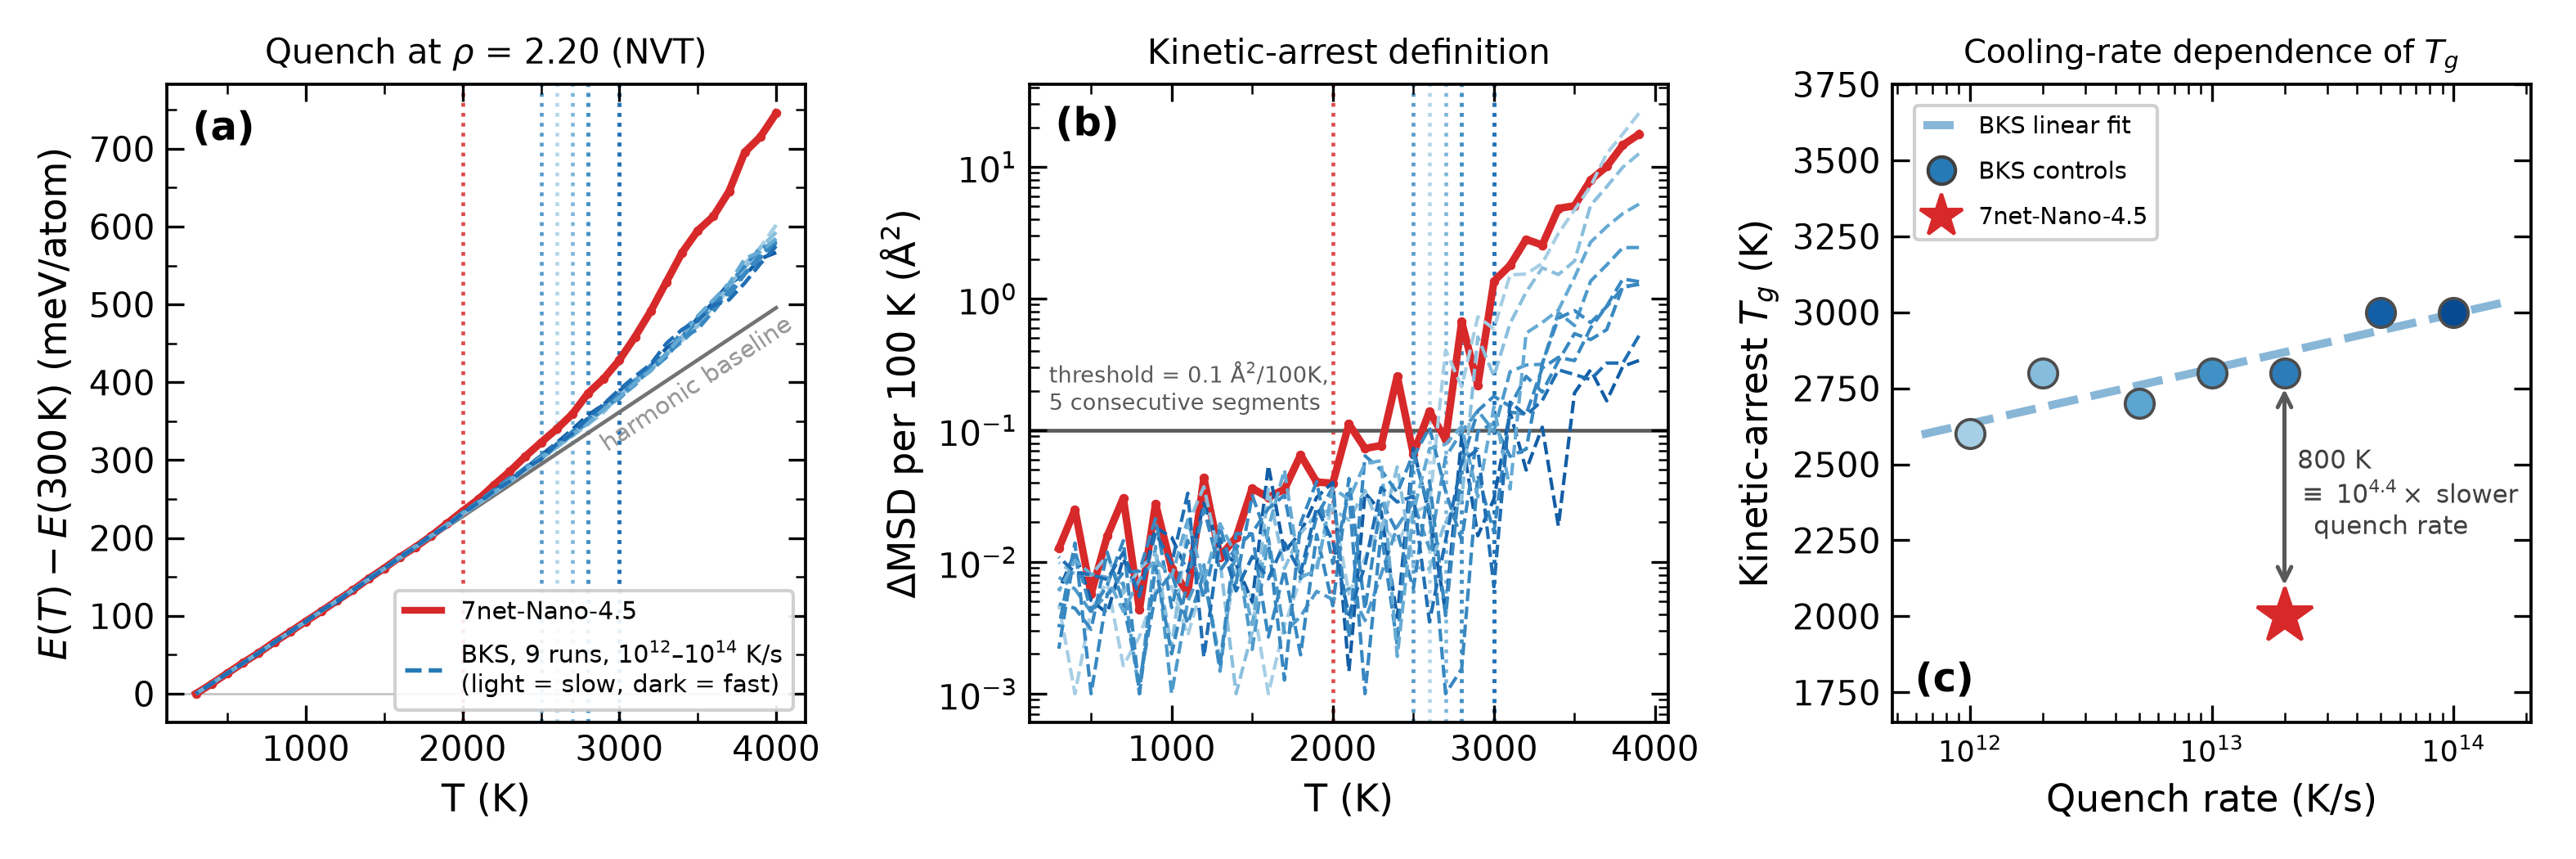 Quench at ρ = 2.20 (NVT)
(a)
E(T) − E(300 K) (meV/atom)
700
600
500
400
300
200
100
0
harmonic baseline
7net-Nano-4.5
BKS, 9 runs, 10¹²–10¹⁴ K/s
(light = slow, dark = fast)
1000 2000 3000 4000
T (K)
Kinetic-arrest definition
(b)
ΔMSD per 100 K (Å²)
10¹
10⁰
10⁻¹
10⁻²
10⁻³
threshold = 0.1 Å²/100K,
5 consecutive segments
1000 2000 3000 4000
T (K)
Cooling-rate dependence of T_g
Kinetic-arrest T_g (K)
3750
3500
3250
3000
2750
2500
2250
2000
1750
BKS linear fit
BKS controls
7net-Nano-4.5
800 K
≡ 10⁴·⁴ × slower
quench rate
(c)
10¹² 10¹³ 10¹⁴
Quench rate (K/s)